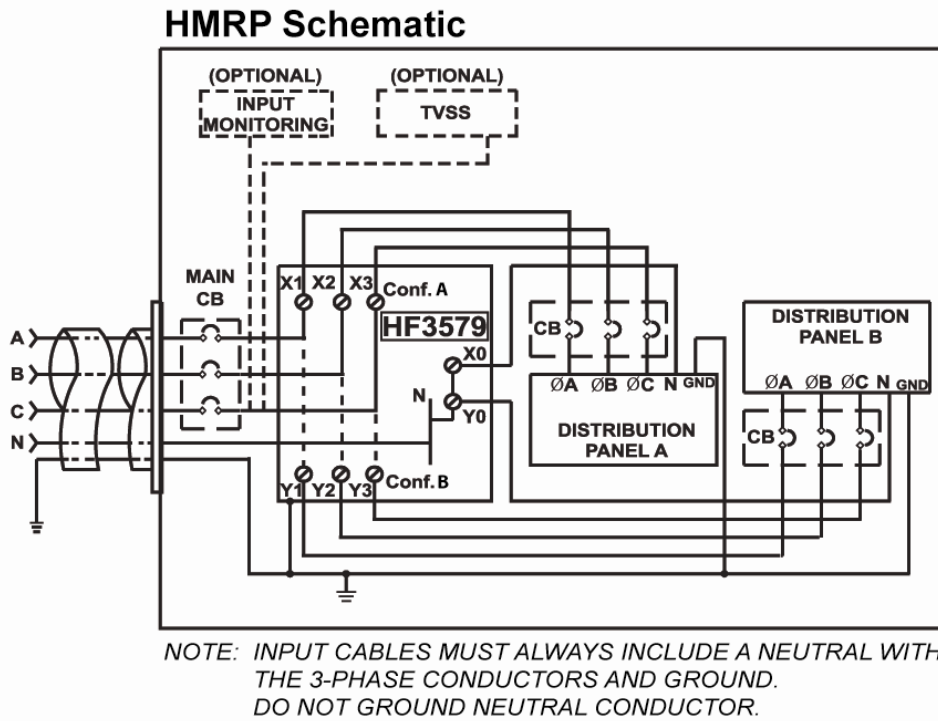 HMRP Schematic
(OPTIONAL)
INPUT
MONITORING
(OPTIONAL)
TVSS
MAIN
CB
A
B
C
N
X1 X2 X3
Conf. A
HF3579
X0
N
Y0
Conf. B
Y1 Y2 Y3
CB
ØA ØB ØC N GND
DISTRIBUTION
PANEL A
DISTRIBUTION
PANEL B
ØA ØB ØC N GND
CB
NOTE: INPUT CABLES MUST ALWAYS INCLUDE A NEUTRAL WITH
THE 3-PHASE CONDUCTORS AND GROUND.
DO NOT GROUND NEUTRAL CONDUCTOR.